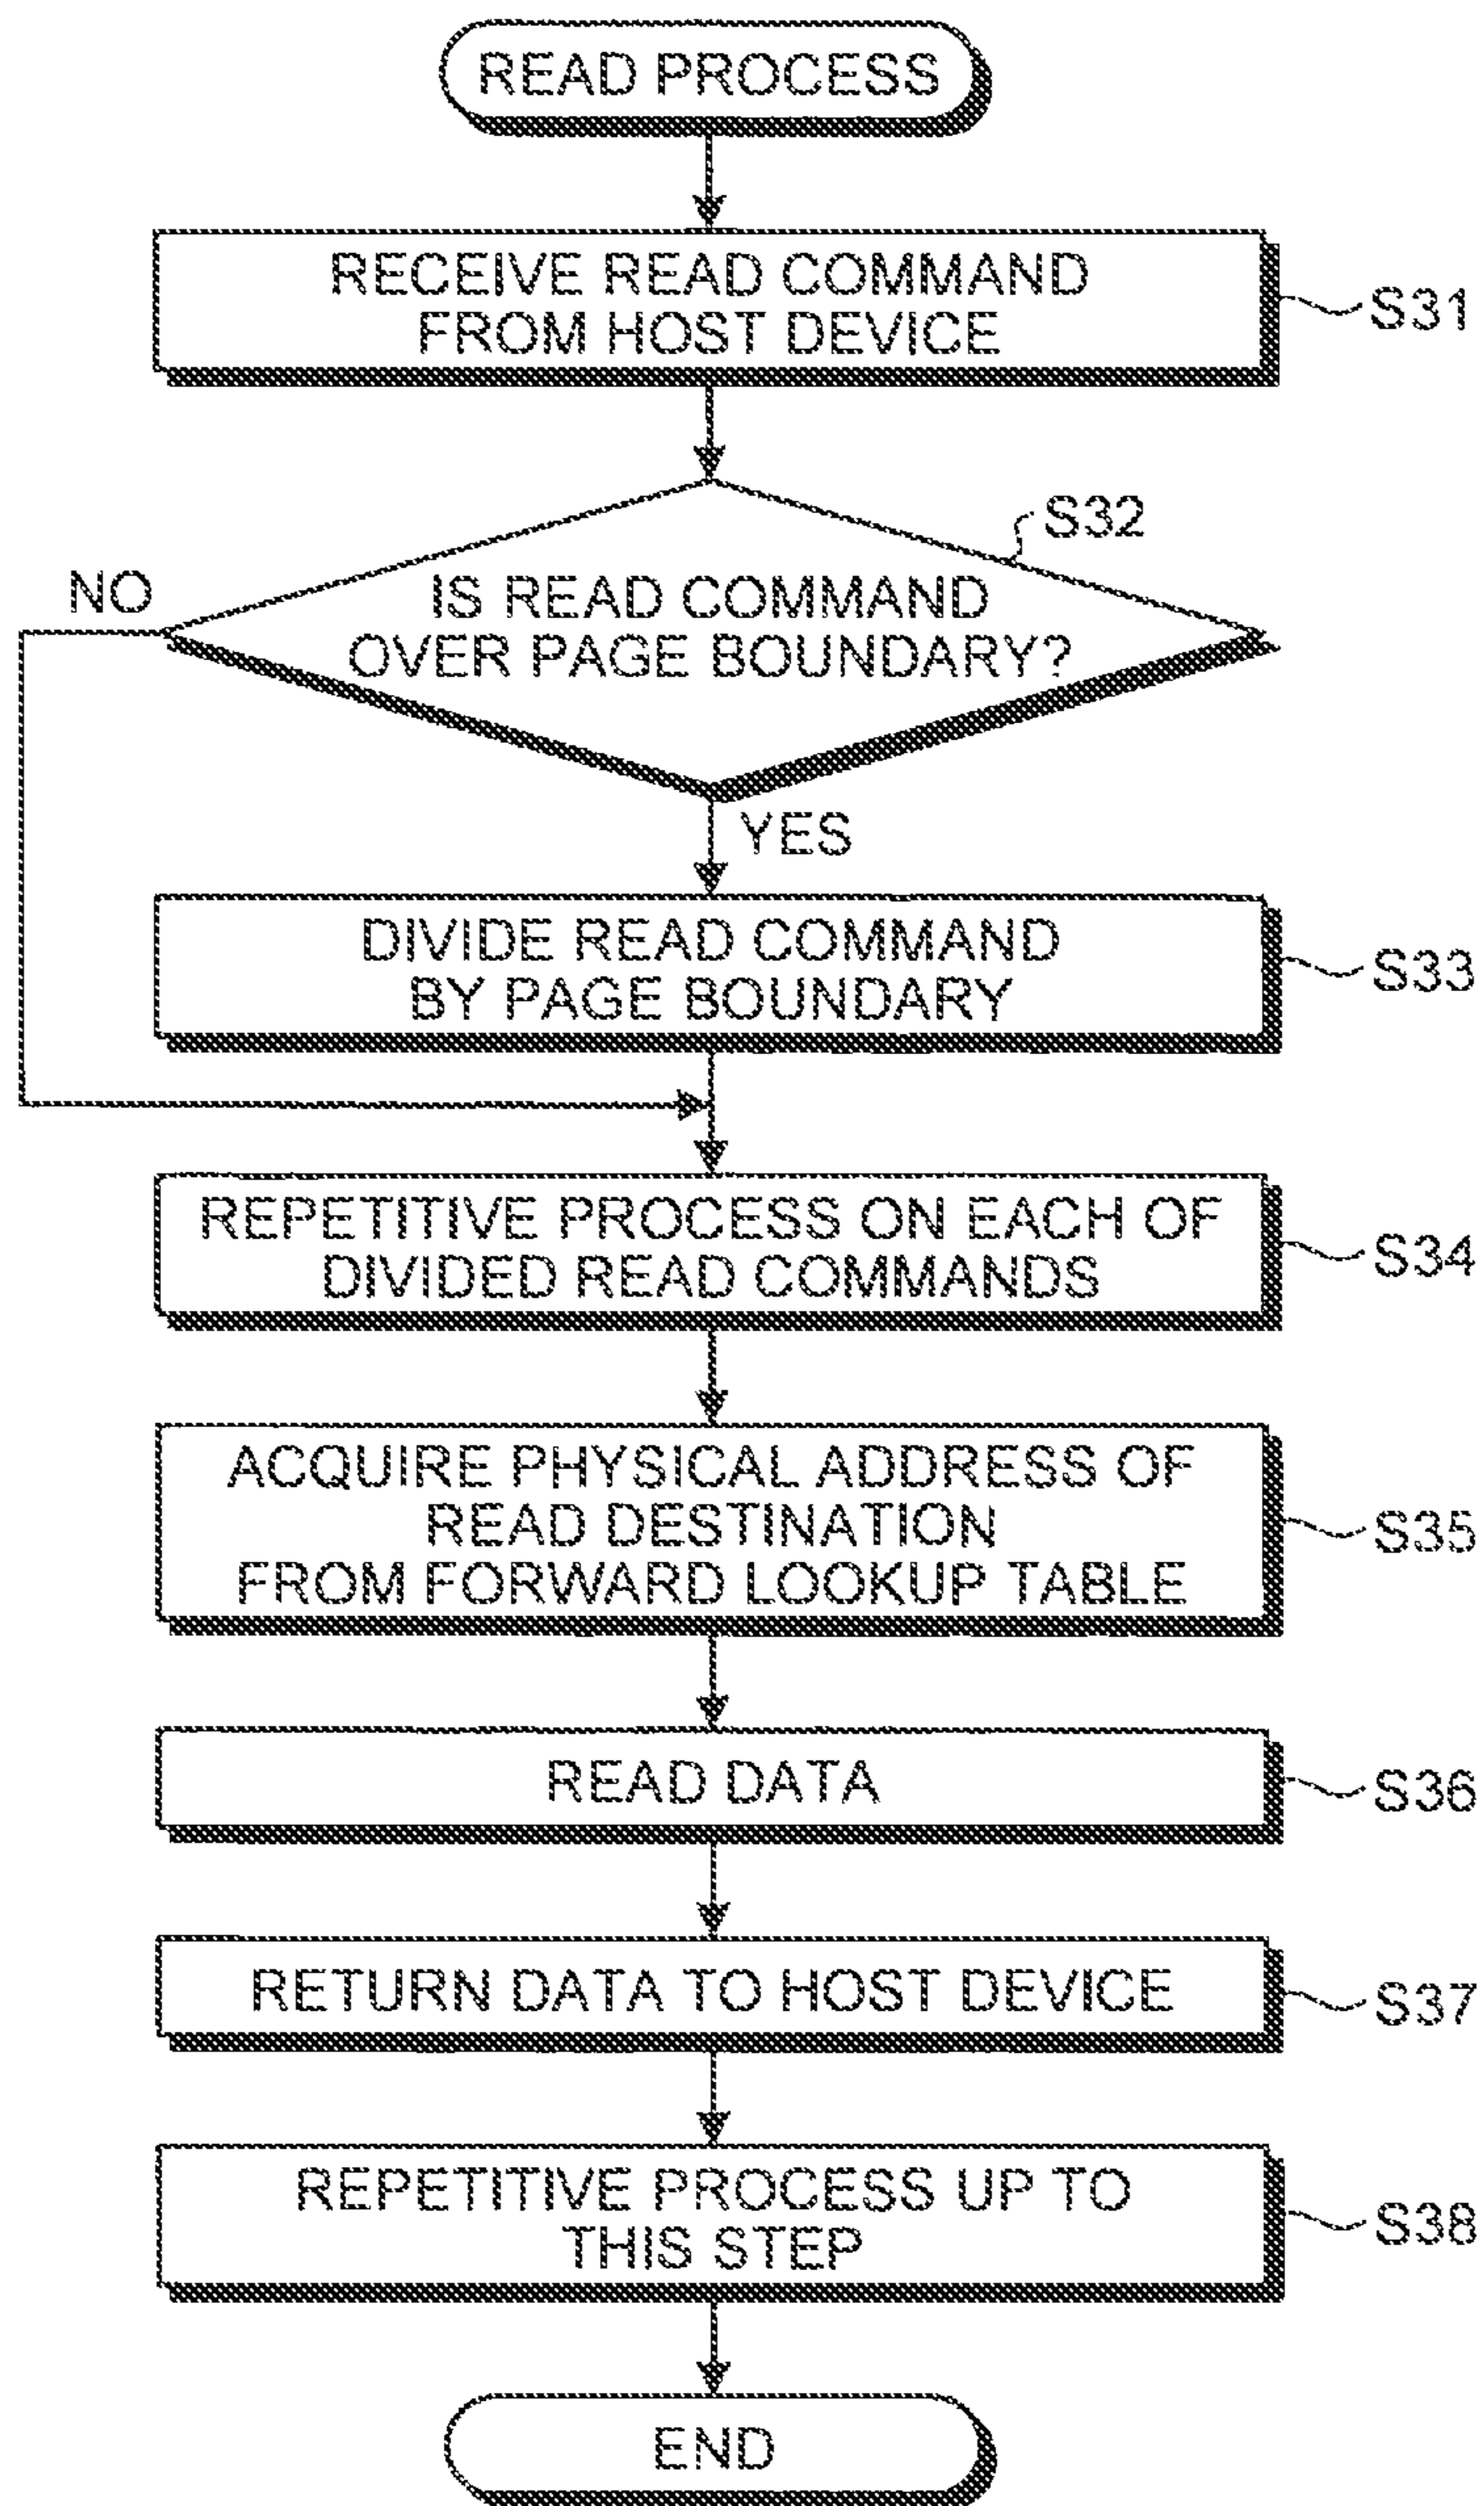 READ PROCESS
RECEIVE READ COMMAND
FROM HOST DEVICE
S31
S32
NO
IS READ COMMAND
OVER PAGE BOUNDARY?
YES
DIVIDE READ COMMAND
BY PAGE BOUNDARY
S33
REPETITIVE PROCESS ON EACH OF
DIVIDED READ COMMANDS
S34
ACQUIRE PHYSICAL ADDRESS OF
READ DESTINATION
FROM FORWARD LOOKUP TABLE
S35
READ DATA
S36
RETURN DATA TO HOST DEVICE
S37
REPETITIVE PROCESS UP TO
THIS STEP
S38
END